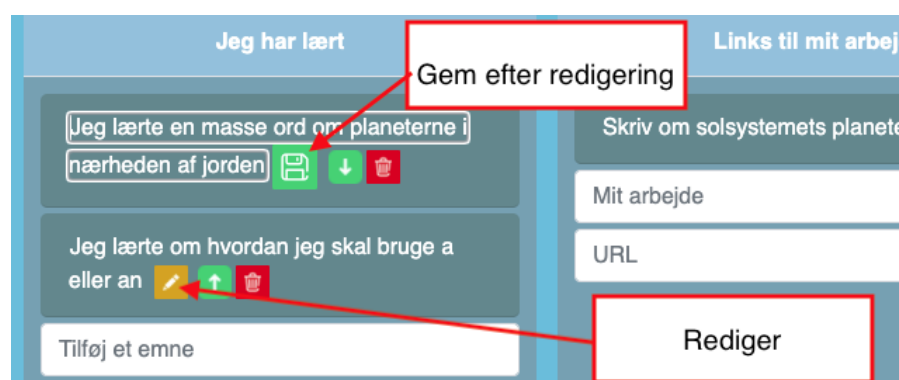 Jeg har lært
Gem efter redigering
Links til mit arbej
Jeg lærte en masse ord om planeterne i
nærheden af jorden
Skriv om solsystemets planete
Mit arbejde
Jeg lærte om hvordan jeg skal bruge a
eller an
URL
Tilføj et emne
Rediger